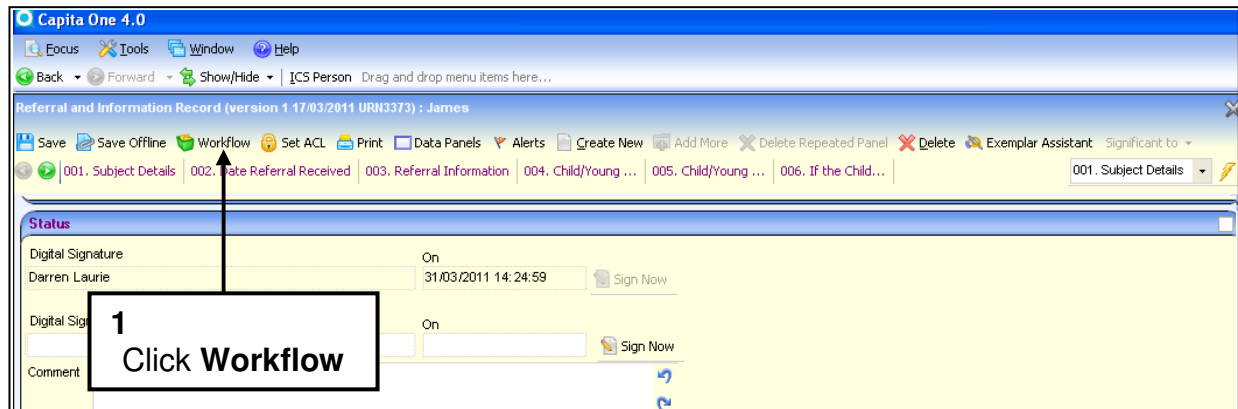 Capita One 4.0
Focus Tools Window Help
Back Forward Show/Hide ICS Person Drag and drop menu items here...
Referral and Information Record (version 1 17/03/2011 URN3373) : James
Save Save Offline Workflow Set ACL Print Data Panels Alerts Create New Add More Delete Repeated Panel Delete Exemplar Assistant Significant to
001. Subject Details 002. Date Referral Received 003. Referral Information 004. Child/Young ... 005. Child/Young ... 006. If the Child... 001. Subject Details
Status
Digital Signature On
Darren Laurie 31/03/2011 14:24:59 Sign Now
Digital Sig On
Sign Now
Comment
1
Click Workflow